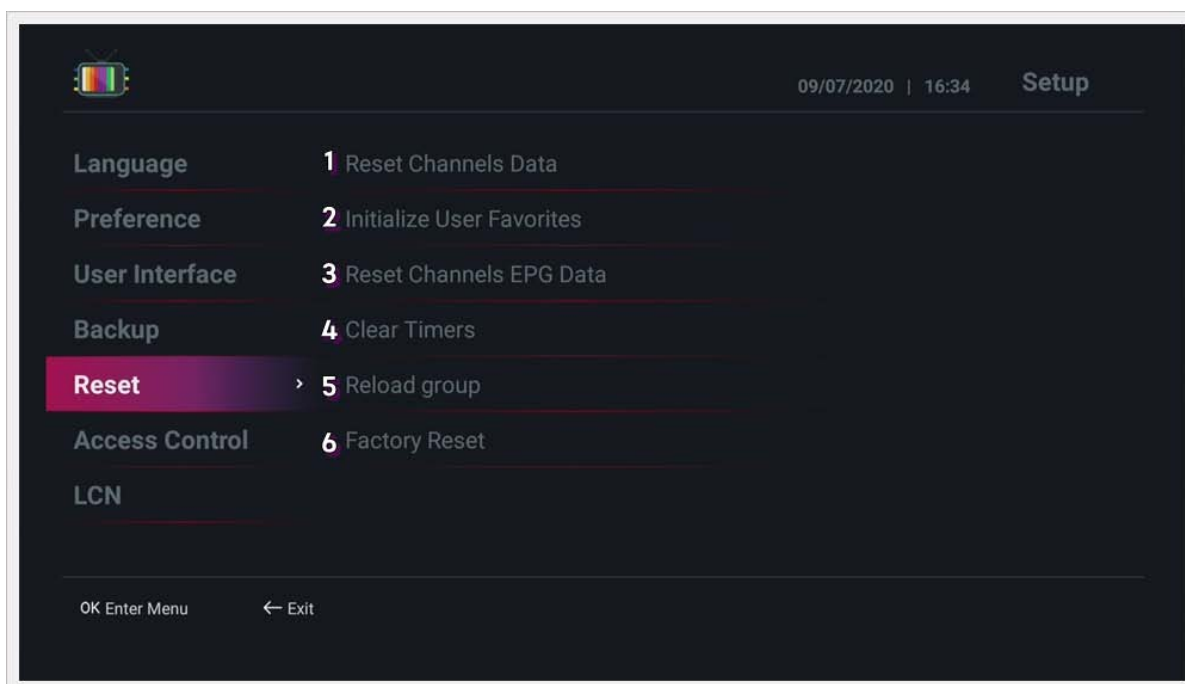 09/07/2020 | 16:34 Setup
Language
1 Reset Channels Data
Preference
2 Initialize User Favorites
User Interface
3 Reset Channels EPG Data
Backup
4 Clear Timers
Reset › 5 Reload group
Access Control
6 Factory Reset
LCN
OK Enter Menu ← Exit